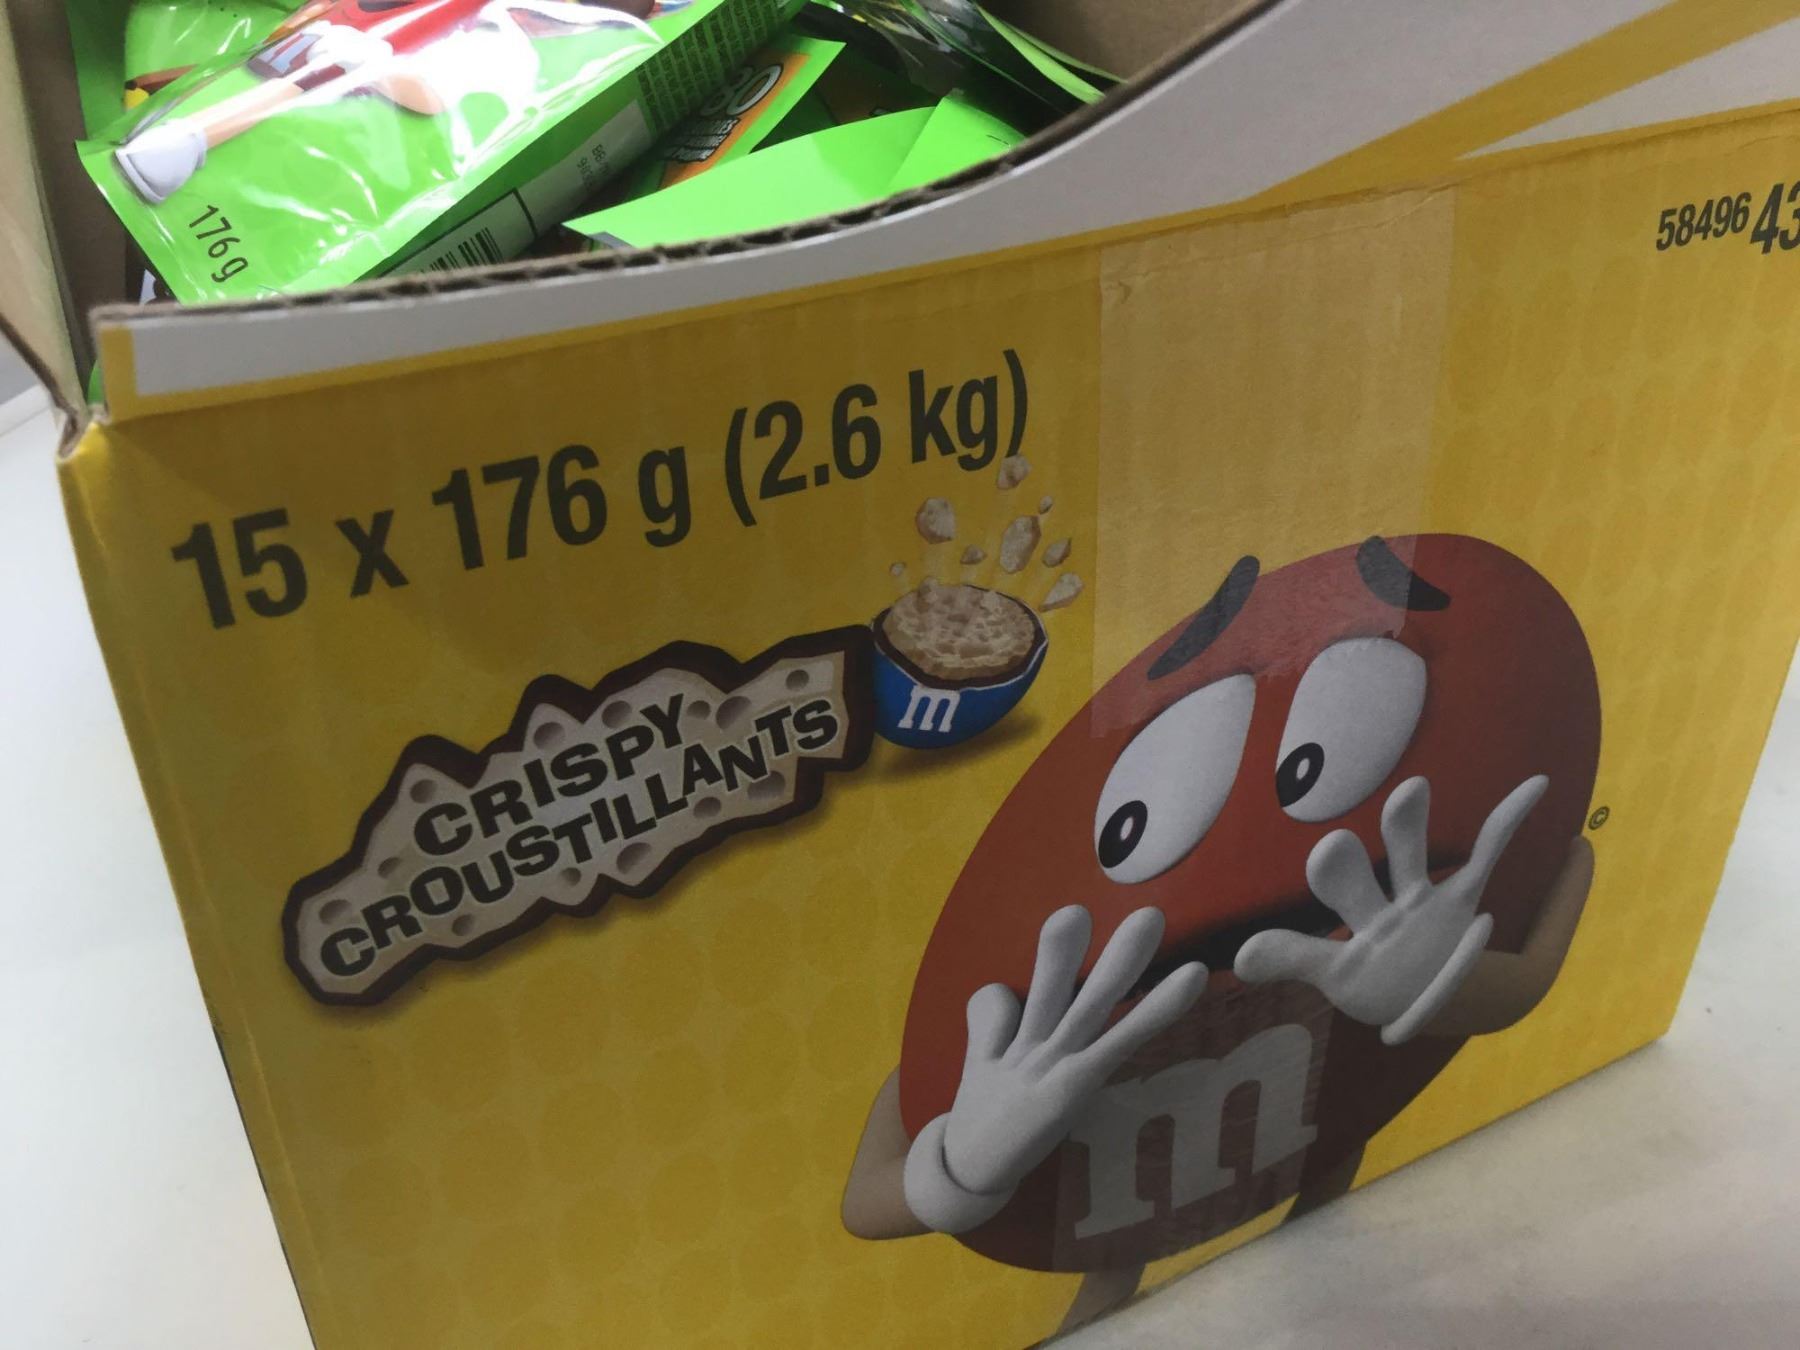 176 g
58496 43
15 x 176 g (2.6 kg)
CRISPY
CROUSTILLANTS
m
m
©